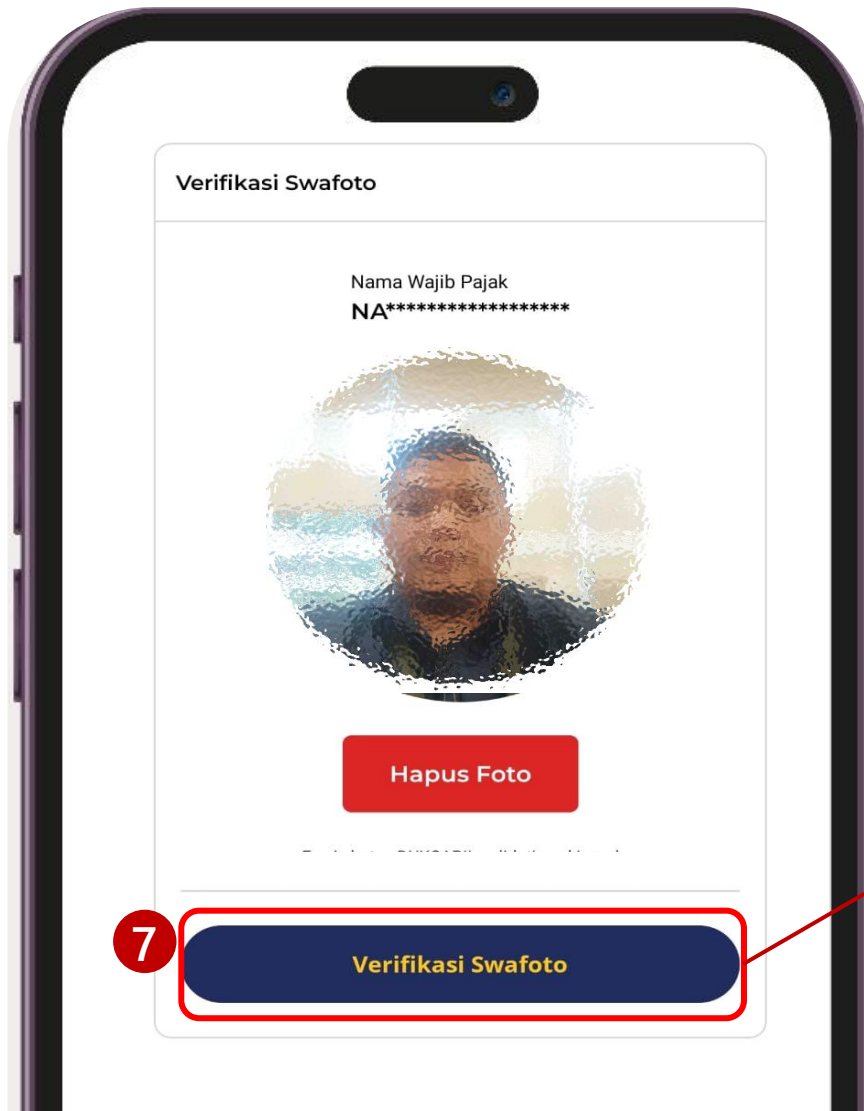 Verifikasi Swafoto
Nama Wajib Pajak
NA******************
Hapus Foto
7
Verifikasi Swafoto